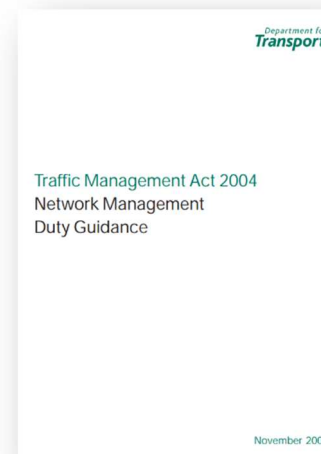 Department fo
Transport
Traffic Management Act 2004
Network Management
Duty Guidance
November 200